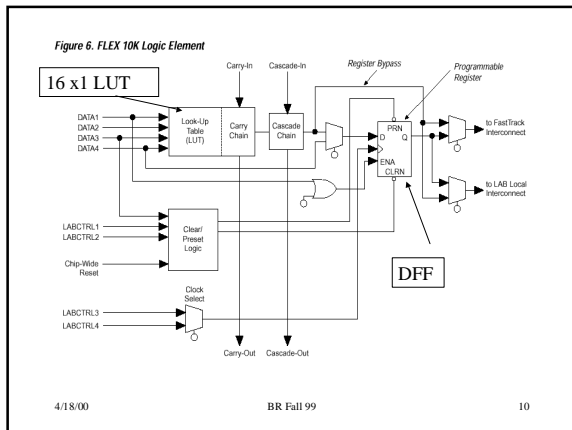 Figure 6. FLEX 10K Logic Element
Carry-In
Cascade-In
Register Bypass
Programmable
Register
16 x1 LUT
DATA1
DATA2
DATA3
DATA4
Look-Up
Table
(LUT)
Carry
Chain
Cascade
Chain
PRN
D
Q
ENA
CLRN
to FastTrack
Interconnect
to LAB Local
Interconnect
LABCTRL1
LABCTRL2
Clear/
Preset
Logic
Chip-Wide
Reset
DFF
Clock
Select
LABCTRL3
LABCTRL4
Carry-Out
Cascade-Out
4/18/00
BR Fall 99
10